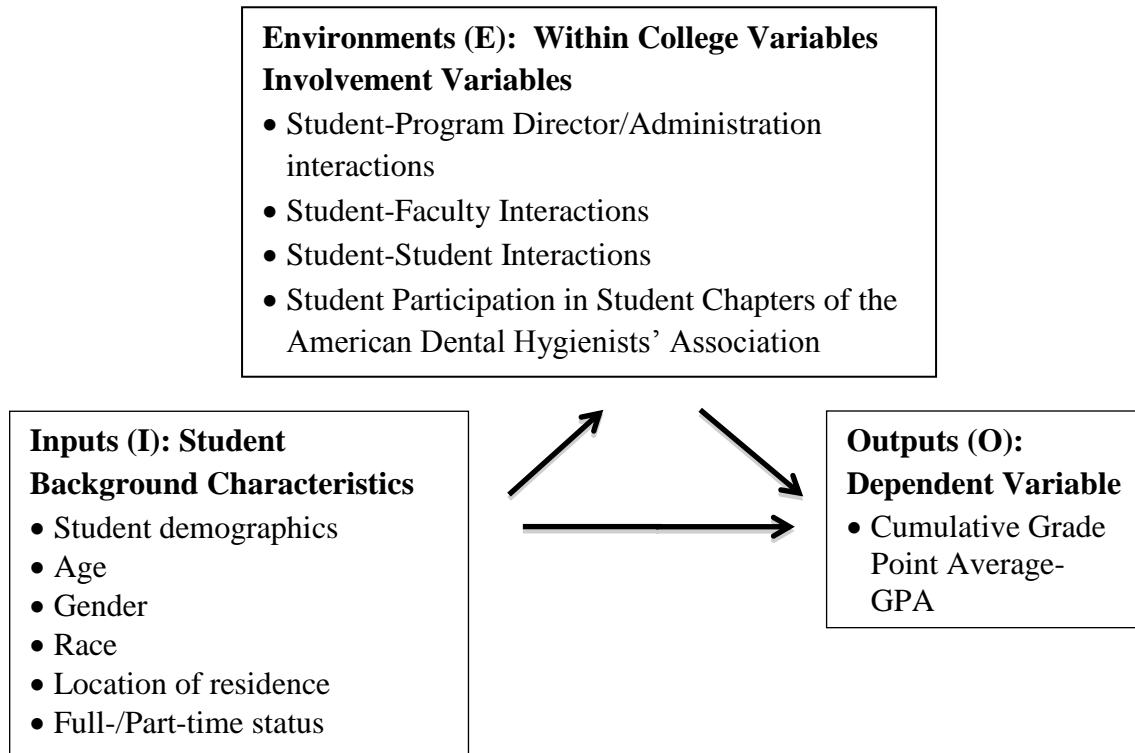 Environments (E):  Within College Variables
Involvement Variables
• Student-Program Director/Administration
interactions
• Student-Faculty Interactions
• Student-Student Interactions
• Student Participation in Student Chapters of the
American Dental Hygienists’ Association
Inputs (I): Student
Background Characteristics
• Student demographics
• Age
• Gender
• Race
• Location of residence
• Full-/Part-time status
Outputs (O):
Dependent Variable
• Cumulative Grade
Point Average-
GPA